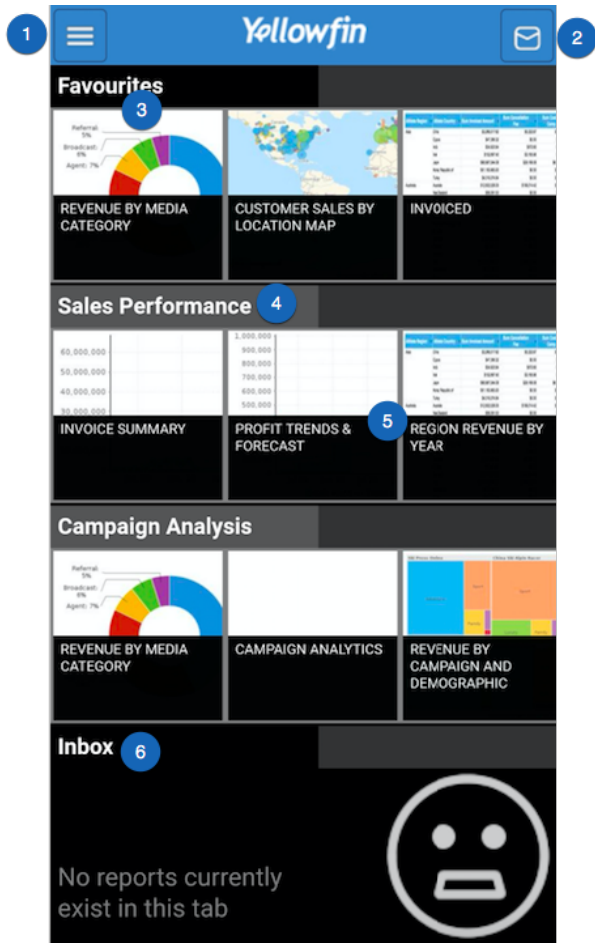 1
Yellowfin
2
Favourites
3
Referral:
5%
Broadcast:
6%
Agent: 7%
REVENUE BY MEDIA
CATEGORY
CUSTOMER SALES BY
LOCATION MAP
INVOICED
Sales Performance
4
60,000,000
50,000,000
40,000,000
30,000,000
INVOICE SUMMARY
1,000,000
900,000
800,000
700,000
600,000
500,000
PROFIT TRENDS &
FORECAST
5
REGION REVENUE BY
YEAR
Campaign Analysis
Referral:
5%
Broadcast:
6%
Agent: 7%
REVENUE BY MEDIA
CATEGORY
CAMPAIGN ANALYTICS
REVENUE BY
CAMPAIGN AND
DEMOGRAPHIC
Inbox
6
No reports currently
exist in this tab